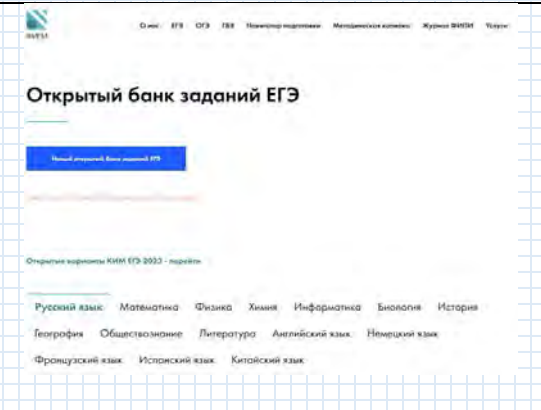 ФИПИ
О нас ЕГЭ ОГЭ ГВЭ Навигатор подготовки Методическая копилка Журнал ФИПИ Услуги
Открытый банк заданий ЕГЭ
Новый открытый банк заданий ЕГЭ
Открытые варианты КИМ ЕГЭ 2023 - перейти
Русский язык Математика Физика Химия Информатика Биология История
География Обществознание Литература Английский язык Немецкий язык
Французский язык Испанский язык Китайский язык